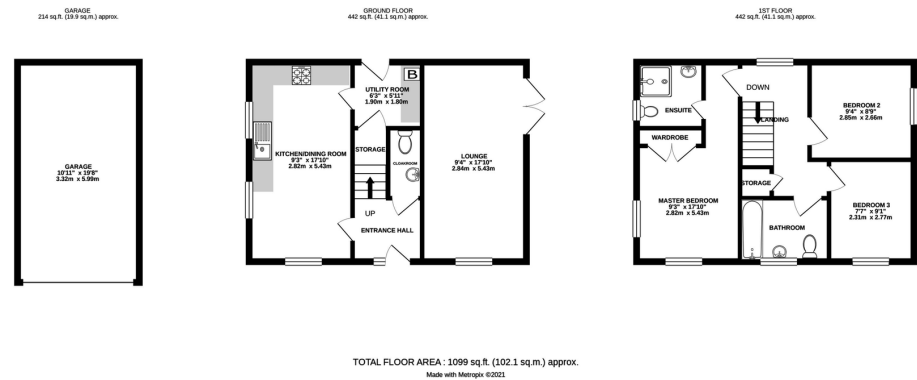 GARAGE
214 sq.ft. (19.9 sq.m.) approx.
GROUND FLOOR
442 sq.ft. (41.1 sq.m.) approx.
1ST FLOOR
442 sq.ft. (41.1 sq.m.) approx.
GARAGE
10'11" x 19'8"
3.32m x 5.99m
KITCHEN/DINING ROOM
9'3" x 17'10"
2.82m x 5.43m
UTILITY ROOM
6'3" x 5'11"
1.90m x 1.80m
B
STORAGE
CLOAKROOM
UP
ENTRANCE HALL
LOUNGE
9'4" x 17'10"
2.84m x 5.43m
ENSUITE
WARDROBE
MASTER BEDROOM
9'3" x 17'10"
2.82m x 5.43m
DOWN
LANDING
STORAGE
BATHROOM
BEDROOM 2
9'4" x 8'9"
2.85m x 2.66m
BEDROOM 3
7'7" x 9'1"
2.31m x 2.77m
TOTAL FLOOR AREA : 1099 sq.ft. (102.1 sq.m.) approx.
Made with Metropix ©2021